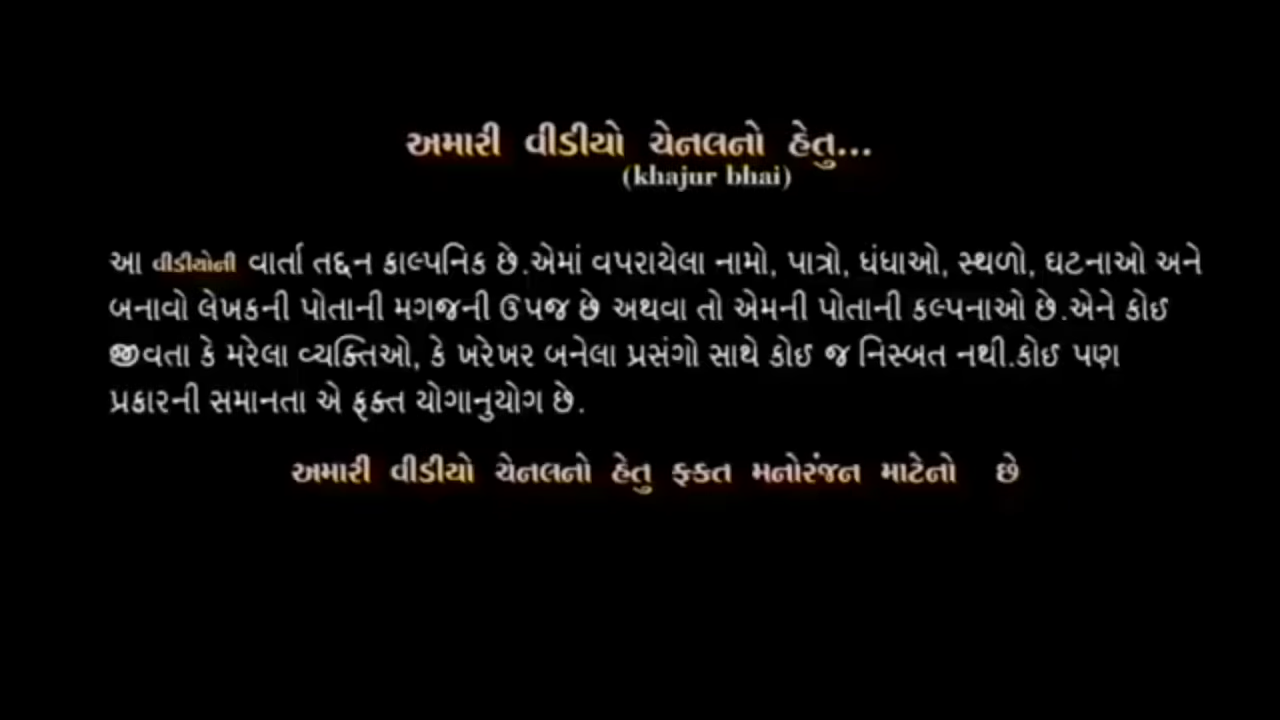 અમારી વીડીયો ચેનલનો હેતુ...
(khajur bhai)
આ વીડીયોની વાર્તા તદ્દન કાલ્પનિક છે.એમાં વપરાયેલા નામો, પાત્રો, ધંધાઓ, સ્થળો, ઘટનાઓ અને
બનાવો લેખકની પોતાની મગજની ઉપજ છે અથવા તો એમની પોતાની કલ્પનાઓ છે.એને કોઈ
જીવતા કે મરેલા વ્યક્તિઓ, કે ખરેખર બનેલા પ્રસંગો સાથે કોઈ જ નિસ્બત નથી.કોઈ પણ
પ્રકારની સમાનતા એ ફક્ત યોગાનુયોગ છે.
અમારી વીડીયો ચેનલનો હેતુ ફકત મનોરંજન માટેનો છે